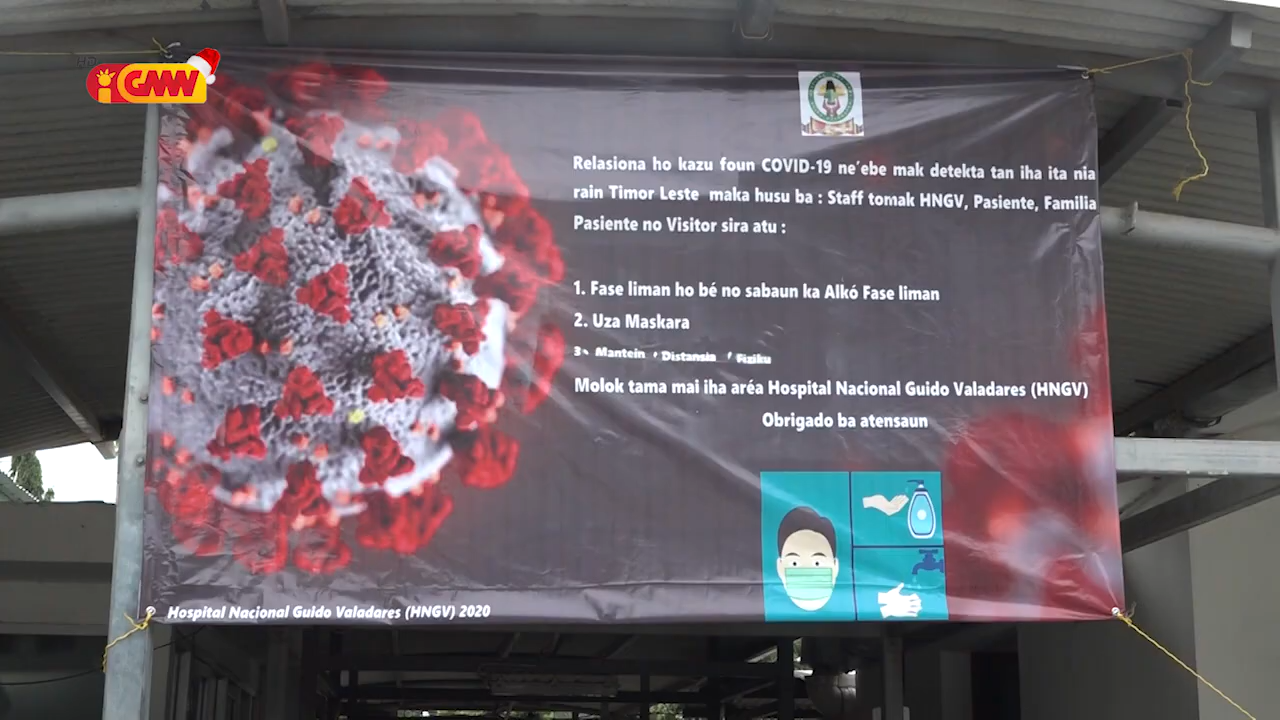 GMW
Relasiona ho kazu foun COVID-19 ne'ebe mak detekta tan iha ita nia
rain Timor Leste maka husu ba : Staff tomak HNGV, Pasiente, Familia
Pasiente no Visitor sira atu :
1. Fase liman ho bé no sabaun ka Alkó Fase liman
2. Uza Maskara
3. Mantein ' Distansia ' Fiziku
Molok tama mai iha aréa Hospital Nacional Guido Valadares (HNGV)
Obrigado ba atensaun
Hospital Nacional Guido Valadares (HNGV) 2020